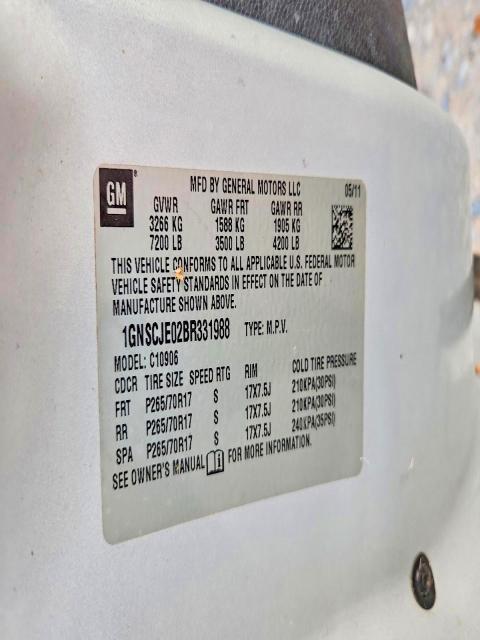 GM
MFD BY GENERAL MOTORS LLC 05/11
GVWR GAWR FRT GAWR RR
3266 KG 1588 KG 1905 KG
7200 LB 3500 LB 4200 LB
THIS VEHICLE CONFORMS TO ALL APPLICABLE U.S. FEDERAL MOTOR
VEHICLE SAFETY STANDARDS IN EFFECT ON THE DATE OF
MANUFACTURE SHOWN ABOVE.
1GNSCJE02BR331988 TYPE: M.P.V.
MODEL: C10906
CDCR TIRE SIZE SPEED RTG RIM COLD TIRE PRESSURE
FRT P265/70R17 S 17X7.5J 210KPA(30PSI)
RR P265/70R17 S 17X7.5J 210KPA(30PSI)
SPA P265/70R17 S 17X7.5J 240KPA(35PSI)
SEE OWNER'S MANUAL FOR MORE INFORMATION.